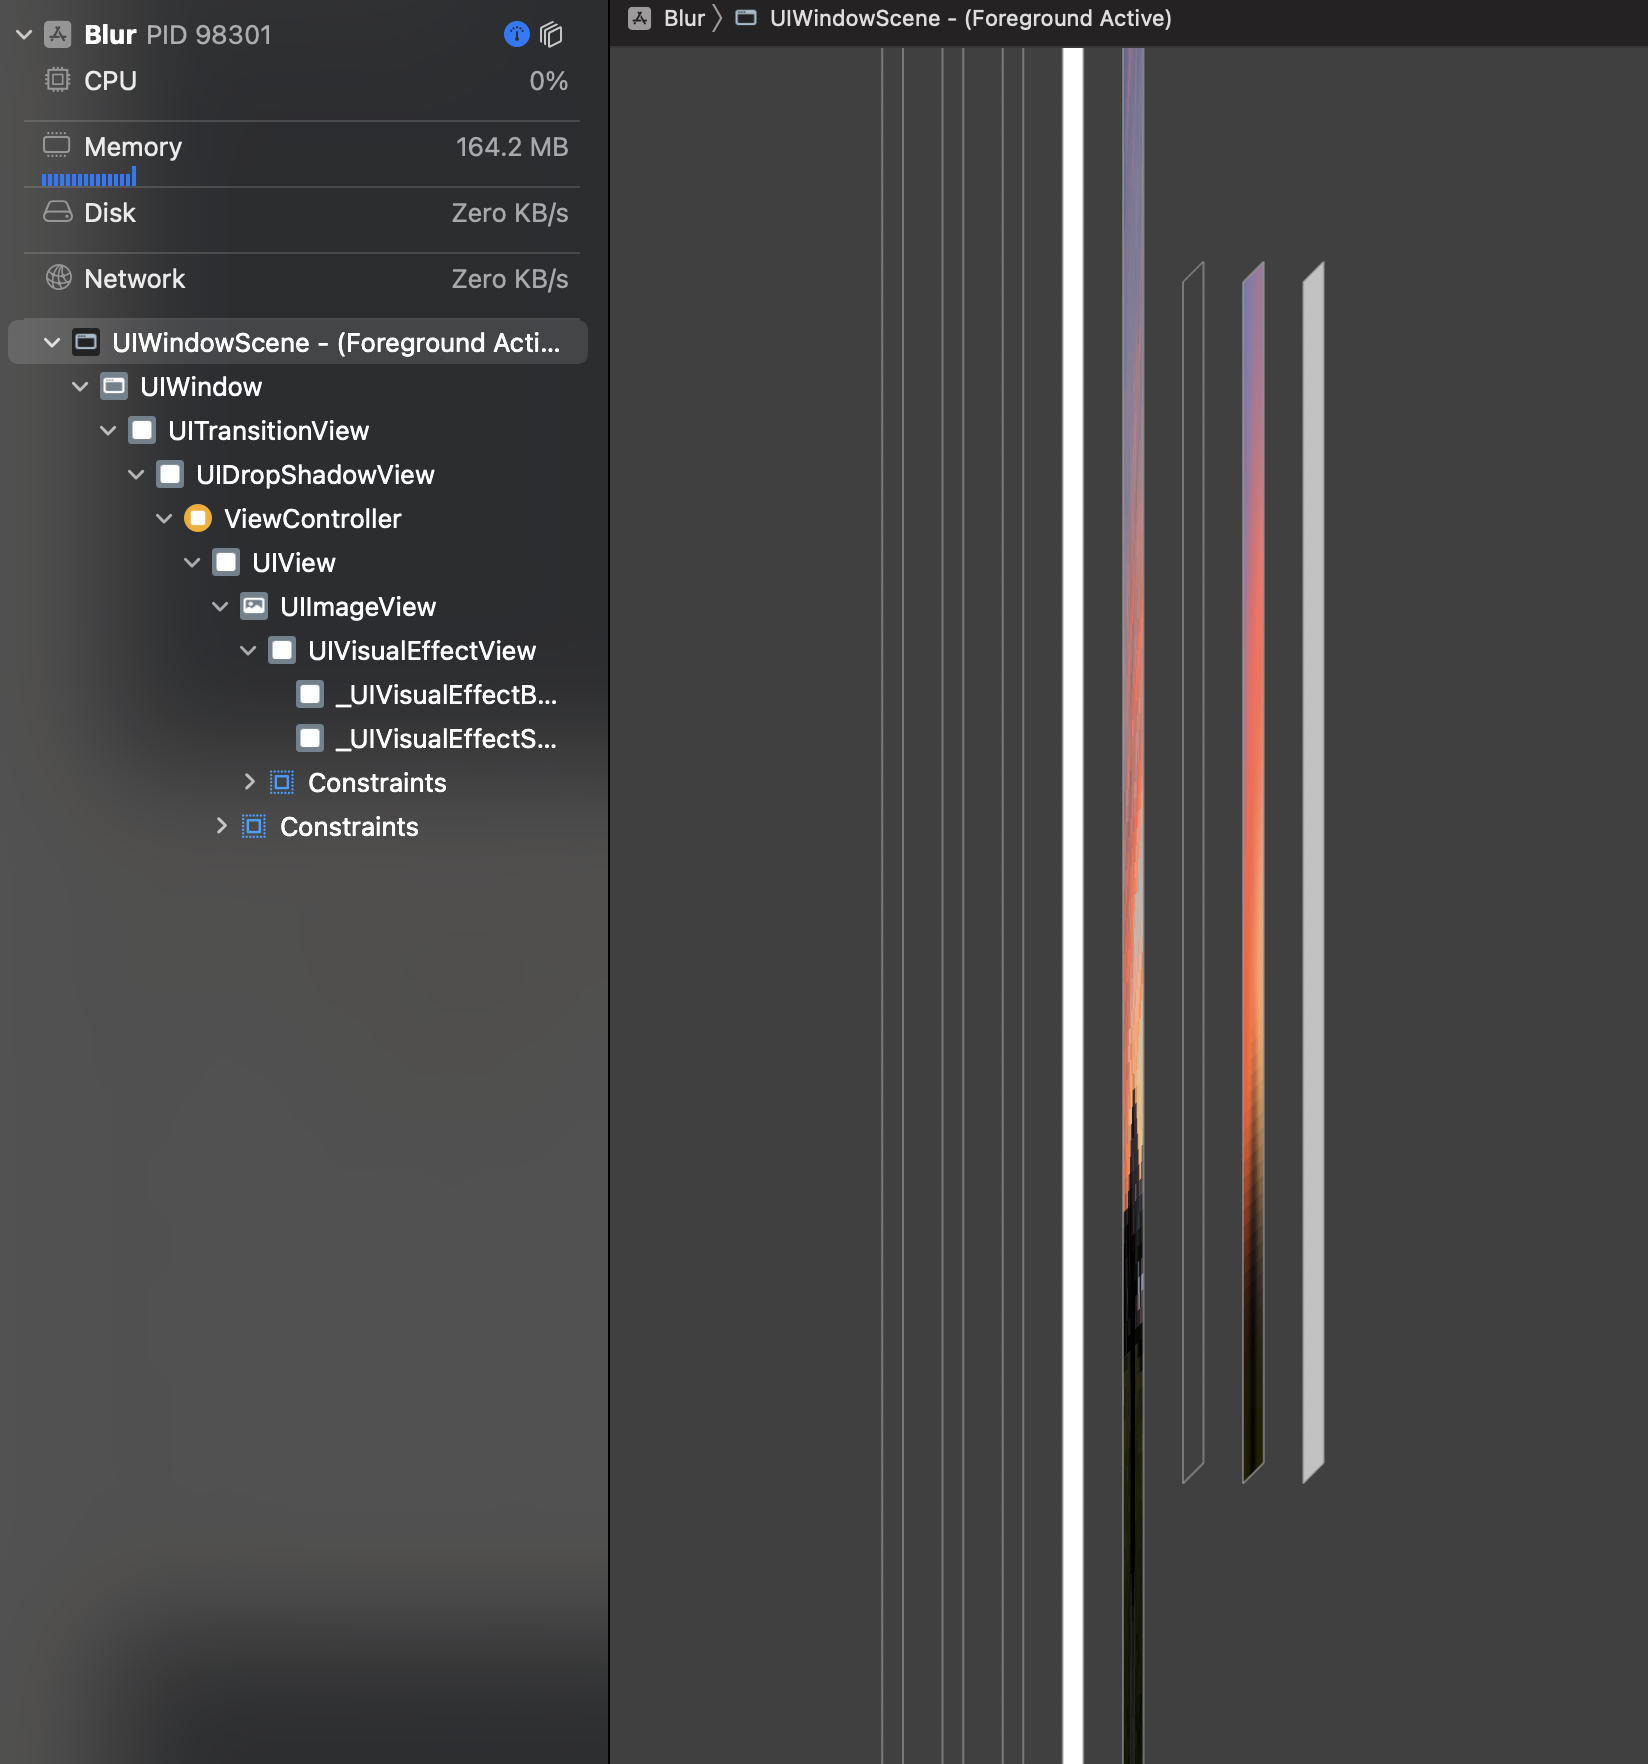 Blur PID 98301
CPU 0%
Memory 164.2 MB
Disk Zero KB/s
Network Zero KB/s
UIWindowScene - (Foreground Acti...
UIWindow
UITransitionView
UIDropShadowView
ViewController
UIView
UIImageView
UIVisualEffectView
_UIVisualEffectB...
_UIVisualEffectS...
Constraints
Constraints
Blur UIWindowScene - (Foreground Active)